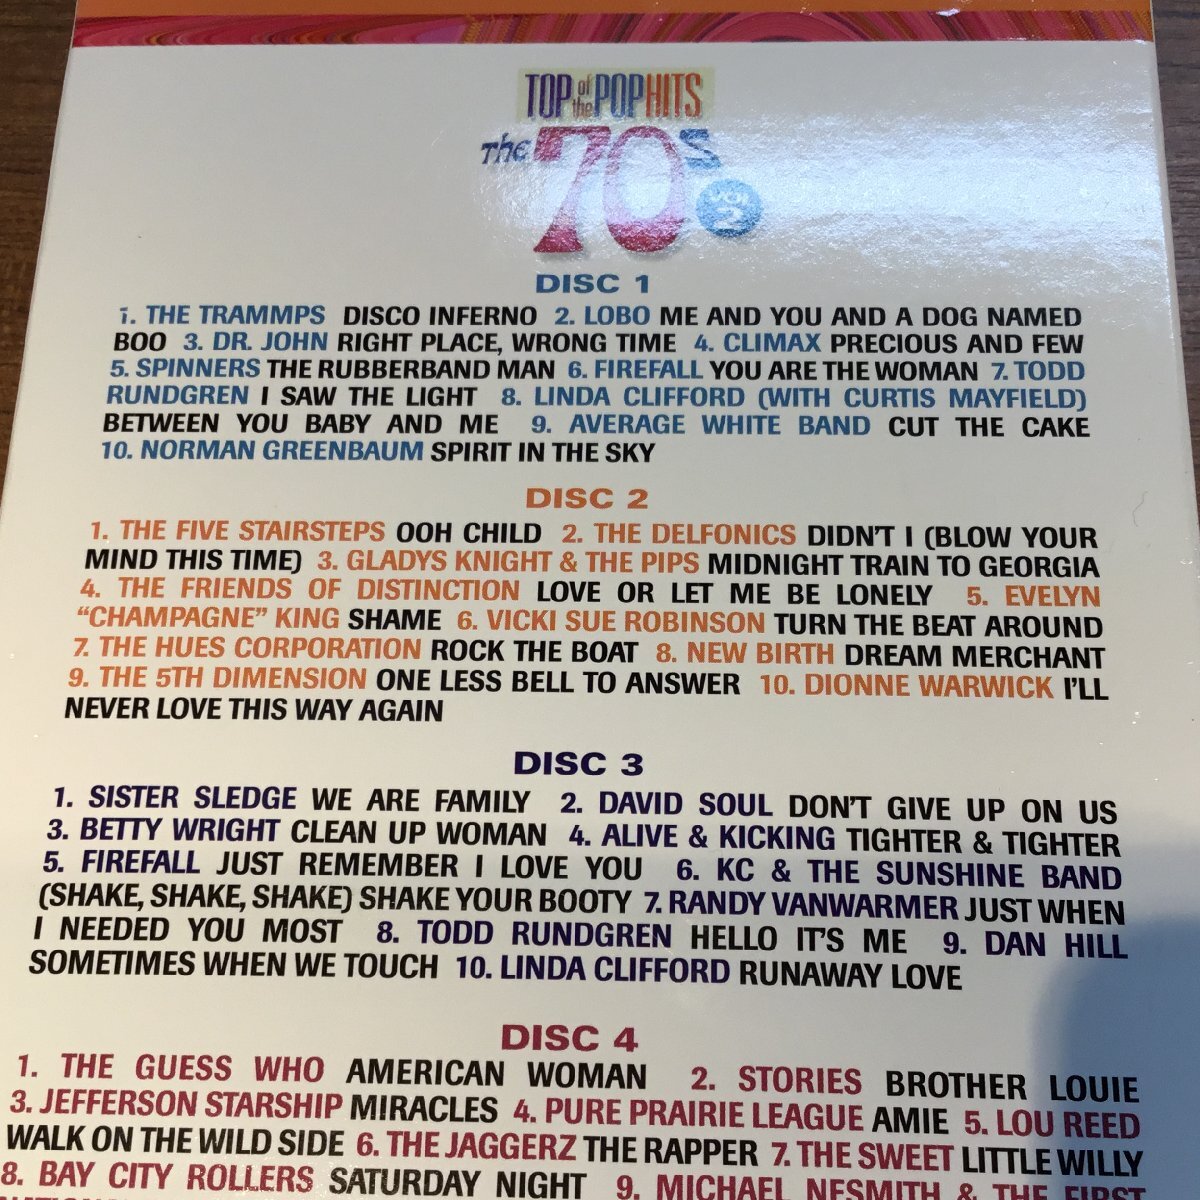 TOP of the POP HITS
THE 70s
VOL 2
DISC 1
1. THE TRAMMPS DISCO INFERNO 2. LOBO ME AND YOU AND A DOG NAMED
BOO 3. DR. JOHN RIGHT PLACE, WRONG TIME 4. CLIMAX PRECIOUS AND FEW
5. SPINNERS THE RUBBERBAND MAN 6. FIREFALL YOU ARE THE WOMAN 7. TODD
RUNDGREN I SAW THE LIGHT 8. LINDA CLIFFORD (WITH CURTIS MAYFIELD)
BETWEEN YOU BABY AND ME 9. AVERAGE WHITE BAND CUT THE CAKE
10. NORMAN GREENBAUM SPIRIT IN THE SKY
DISC 2
1. THE FIVE STAIRSTEPS OOH CHILD 2. THE DELFONICS DIDN'T I (BLOW YOUR
MIND THIS TIME) 3. GLADYS KNIGHT & THE PIPS MIDNIGHT TRAIN TO GEORGIA
4. THE FRIENDS OF DISTINCTION LOVE OR LET ME BE LONELY 5. EVELYN
“CHAMPAGNE” KING SHAME 6. VICKI SUE ROBINSON TURN THE BEAT AROUND
7. THE HUES CORPORATION ROCK THE BOAT 8. NEW BIRTH DREAM MERCHANT
9. THE 5TH DIMENSION ONE LESS BELL TO ANSWER 10. DIONNE WARWICK I'LL
NEVER LOVE THIS WAY AGAIN
DISC 3
1. SISTER SLEDGE WE ARE FAMILY 2. DAVID SOUL DON'T GIVE UP ON US
3. BETTY WRIGHT CLEAN UP WOMAN 4. ALIVE & KICKING TIGHTER & TIGHTER
5. FIREFALL JUST REMEMBER I LOVE YOU 6. KC & THE SUNSHINE BAND
(SHAKE, SHAKE, SHAKE) SHAKE YOUR BOOTY 7. RANDY VANWARMER JUST WHEN
I NEEDED YOU MOST 8. TODD RUNDGREN HELLO IT'S ME 9. DAN HILL
SOMETIMES WHEN WE TOUCH 10. LINDA CLIFFORD RUNAWAY LOVE
DISC 4
1. THE GUESS WHO AMERICAN WOMAN 2. STORIES BROTHER LOUIE
3. JEFFERSON STARSHIP MIRACLES 4. PURE PRAIRIE LEAGUE AMIE 5. LOU REED
WALK ON THE WILD SIDE 6. THE JAGGERZ THE RAPPER 7. THE SWEET LITTLE WILLY
8. BAY CITY ROLLERS SATURDAY NIGHT 9. MICHAEL NESMITH & THE FIRST